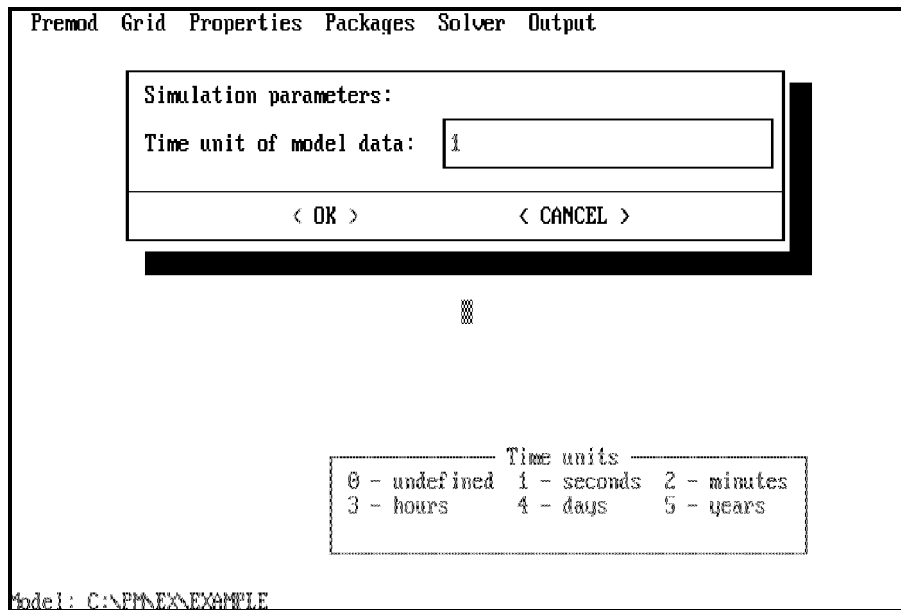 Premod Grid Properties Packages Solver Output
Simulation parameters:
Time unit of model data: 1
< OK > < CANCEL >
Time units
0 - undefined 1 - seconds 2 - minutes
3 - hours 4 - days 5 - years
Model: C:\PM\EX\EXAMPLE